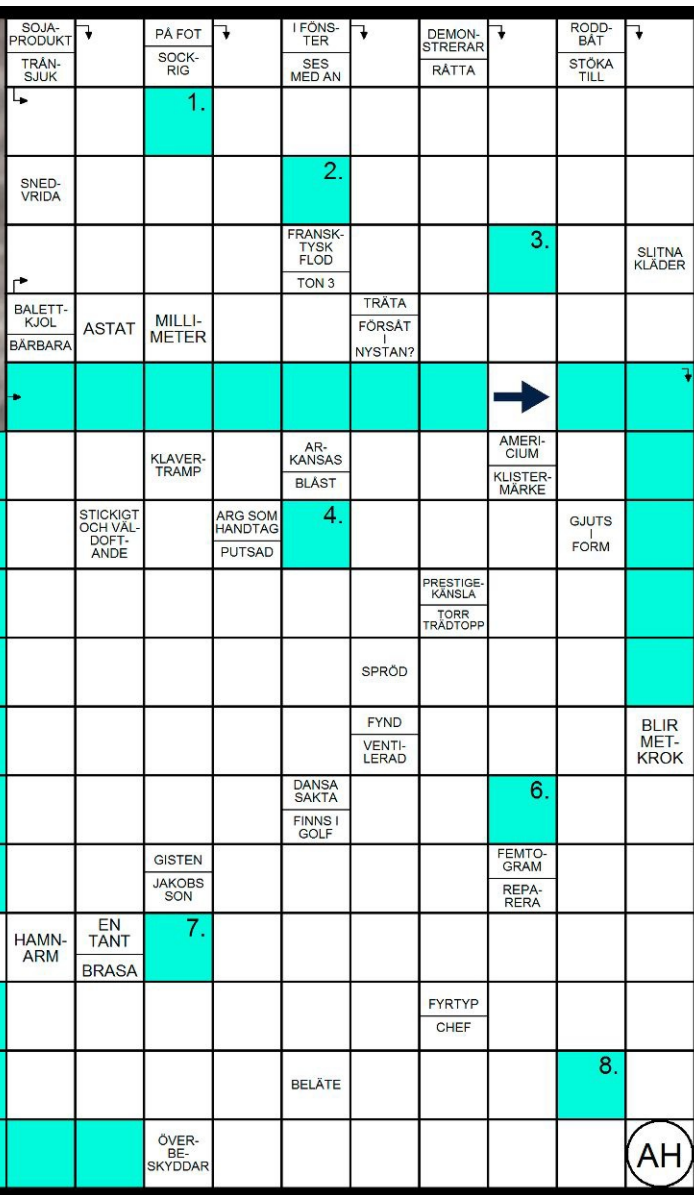 SOJA-
PRODUKT
TRÅN-
SJUK
PÅ FOT
SOCK-
RIG
I FÖNS-
TER
SES
MED AN
DEMON-
STRERAR
RÅTTA
RODD-
BÅT
STÖKA
TILL
1.
SNED-
VRIDA
2.
FRANSK-
TYSK
FLOD
TON 3
3.
SLITNA
KLÄDER
BALETT-
KJOL
BÄRBARA
ASTAT
MILLI-
METER
TRÄTA
FÖRSÅT
I
NYSTAN?
KLAVER-
TRAMP
AR-
KANSAS
BLÅST
AMERI-
CIUM
KLISTER-
MÄRKE
STICKIGT
OCH VÄL-
DOFT-
ANDE
ARG SOM
HANDTAG
PUTSAD
4.
GJUTS
I
FORM
PRESTIGE-
KÄNSLA
TORR
TRÄDTOPP
SPRÖD
FYND
VENTI-
LERAD
BLIR
MET-
KROK
DANSA
SAKTA
FINNS I
GOLF
6.
GISTEN
JAKOBS
SON
FEMTO-
GRAM
REPA-
RERA
HAMN-
ARM
EN
TANT
BRASA
7.
FYRTYP
CHEF
BELÄTE
8.
ÖVER-
BE-
SKYDDAR
AH